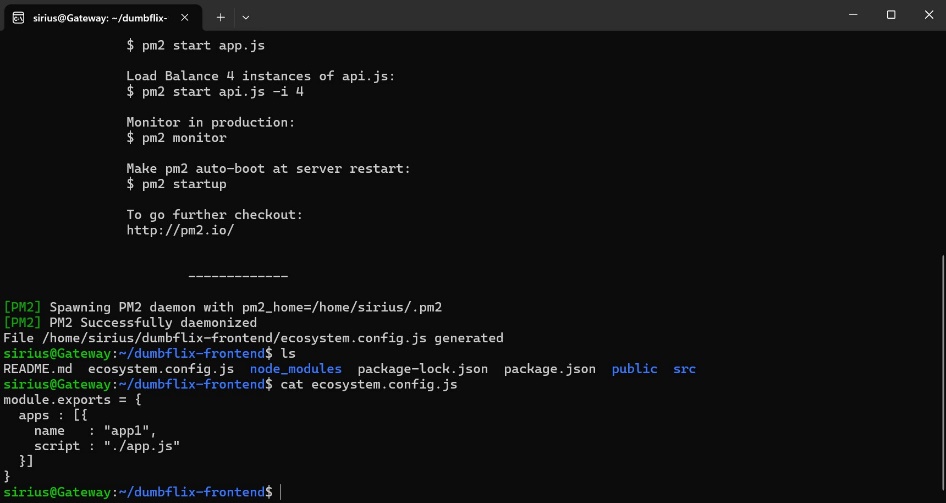 sirius@Gateway: ~/dumbflix-
$ pm2 start app.js
Load Balance 4 instances of api.js:
$ pm2 start api.js -i 4
Monitor in production:
$ pm2 monitor
Make pm2 auto-boot at server restart:
$ pm2 startup
To go further checkout:
http://pm2.io/
-------------
[PM2] Spawning PM2 daemon with pm2_home=/home/sirius/.pm2
[PM2] PM2 Successfully daemonized
File /home/sirius/dumbflix-frontend/ecosystem.config.js generated
sirius@Gateway:~/dumbflix-frontend$ ls
README.md  ecosystem.config.js  node_modules  package-lock.json  package.json  public  src
sirius@Gateway:~/dumbflix-frontend$ cat ecosystem.config.js
module.exports = {
  apps : [{
    name   : "app1",
    script : "./app.js"
  }]
}
sirius@Gateway:~/dumbflix-frontend$